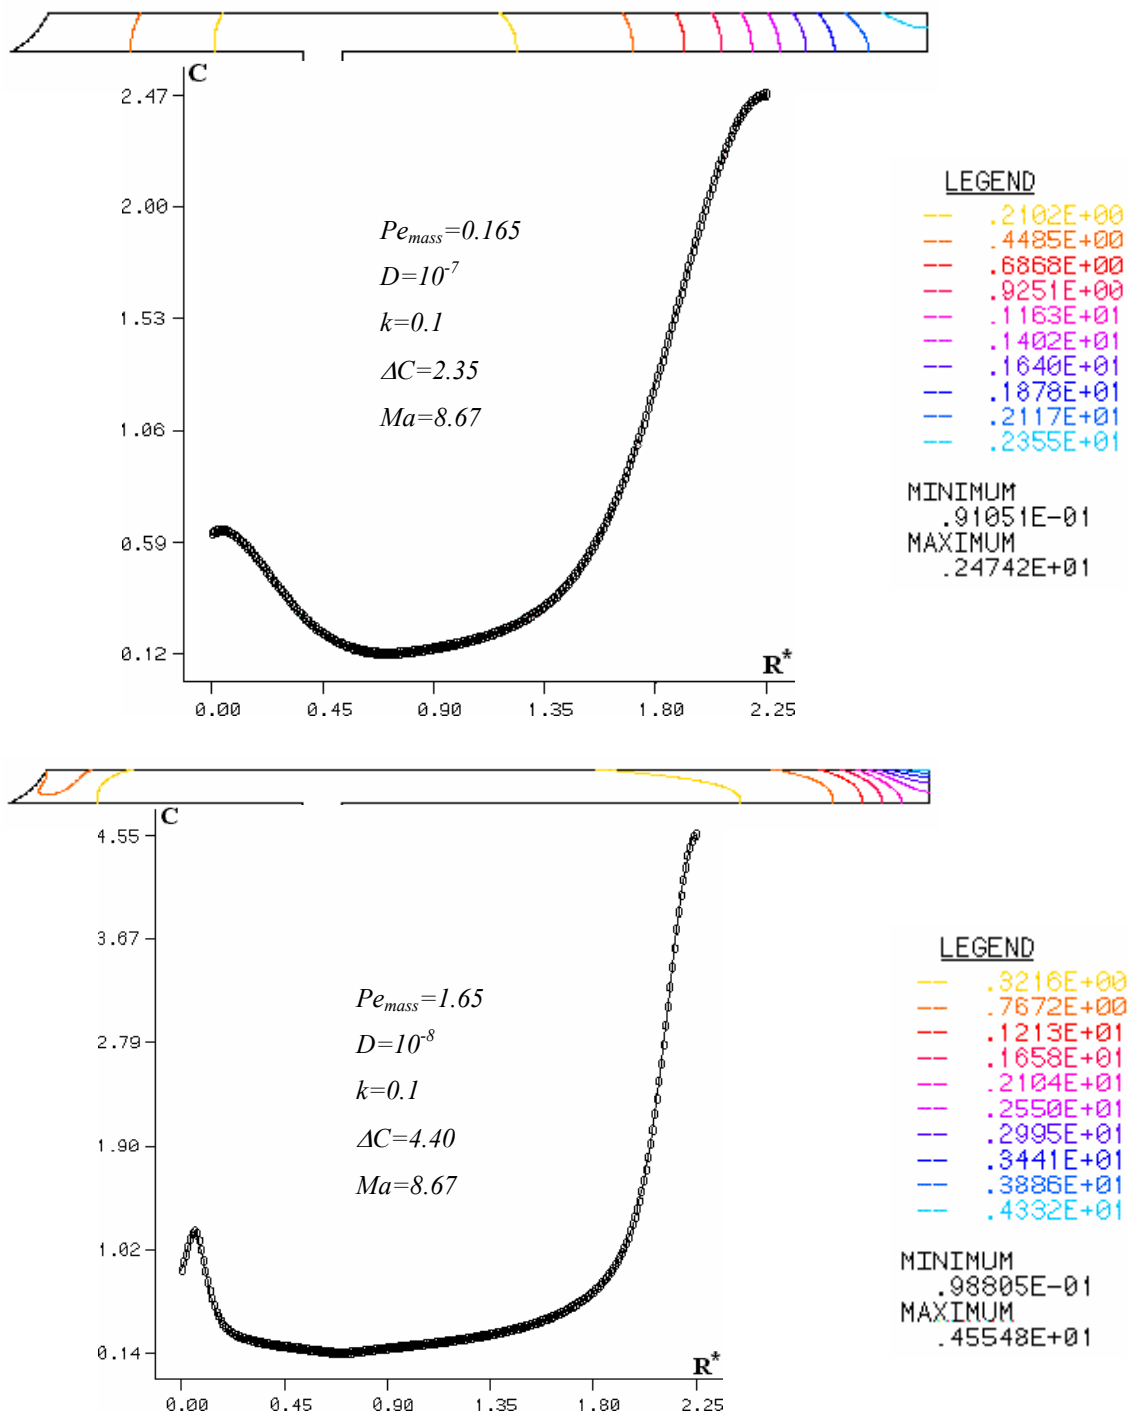 C
2.47
2.00
1.53
1.06
0.59
0.12
Pemass=0.165
D=10-7
k=0.1
ΔC=2.35
Ma=8.67
R*
0.00 0.45 0.90 1.35 1.80 2.25
LEGEND
-- .2102E+00
-- .4485E+00
-- .6868E+00
-- .9251E+00
-- .1163E+01
-- .1402E+01
-- .1640E+01
-- .1878E+01
-- .2117E+01
-- .2355E+01
MINIMUM
.91051E-01
MAXIMUM
.24742E+01
C
4.55
3.67
2.79
1.90
1.02
0.14
Pemass=1.65
D=10-8
k=0.1
ΔC=4.40
Ma=8.67
R*
0.00 0.45 0.90 1.35 1.80 2.25
LEGEND
-- .3216E+00
-- .7672E+00
-- .1213E+01
-- .1658E+01
-- .2104E+01
-- .2550E+01
-- .2995E+01
-- .3441E+01
-- .3886E+01
-- .4332E+01
MINIMUM
.98805E-01
MAXIMUM
.45548E+01